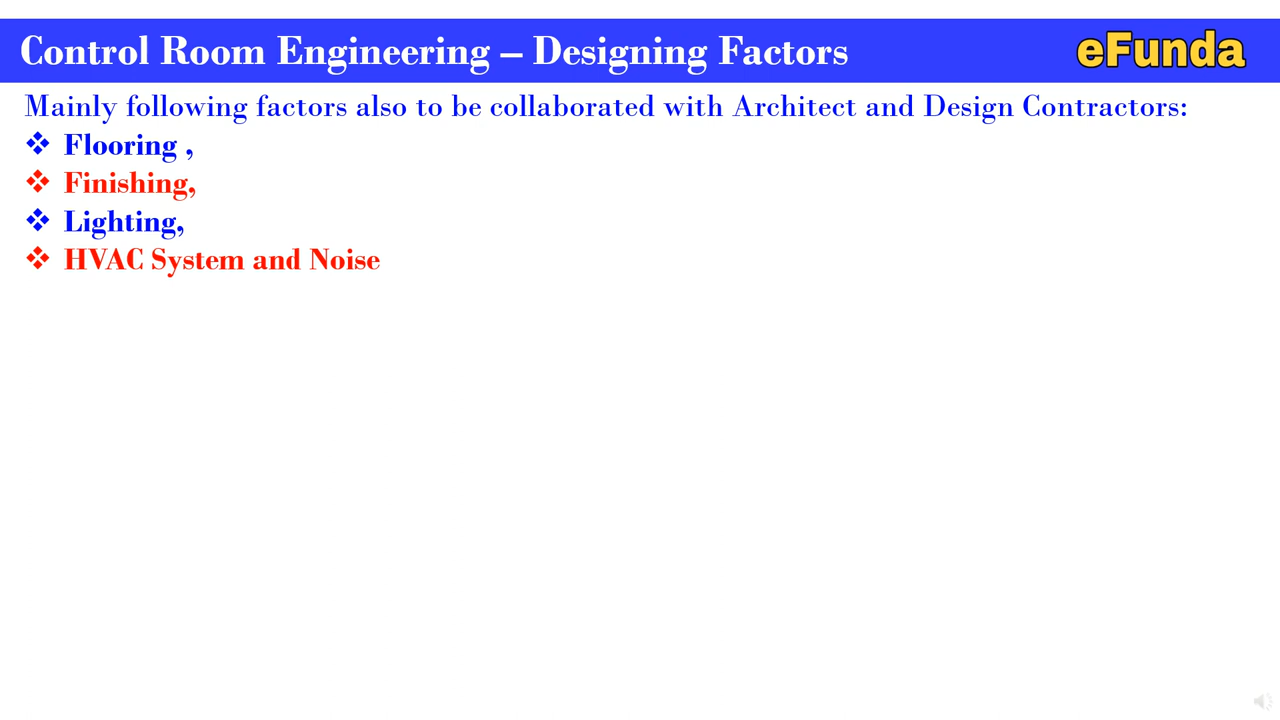 Control Room Engineering – Designing Factors
eFunda
Mainly following factors also to be collaborated with Architect and Design Contractors:
❖ Flooring ,
❖ Finishing,
❖ Lighting,
❖ HVAC System and Noise